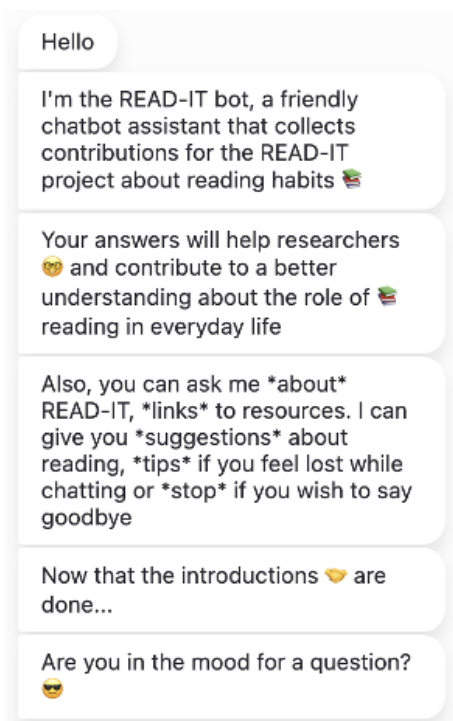 Hello
I'm the READ-IT bot, a friendly
chatbot assistant that collects
contributions for the READ-IT
project about reading habits 📚
Your answers will help researchers
🤓 and contribute to a better
understanding about the role of 📚
reading in everyday life
Also, you can ask me *about*
READ-IT, *links* to resources. I can
give you *suggestions* about
reading, *tips* if you feel lost while
chatting or *stop* if you wish to say
goodbye
Now that the introductions 🤝 are
done...
Are you in the mood for a question?
😎